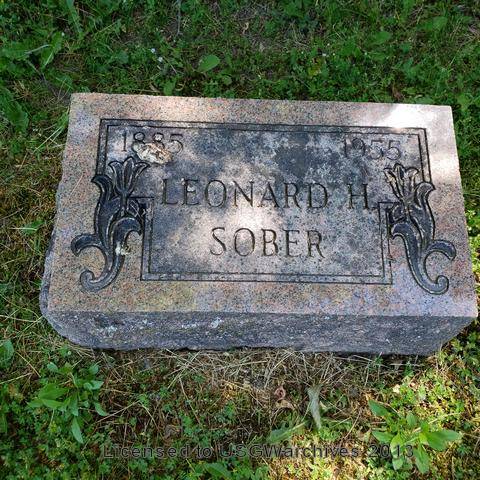 1885 1955
LEONARD H.
SOBER
Licensed to USGWarchives 2013